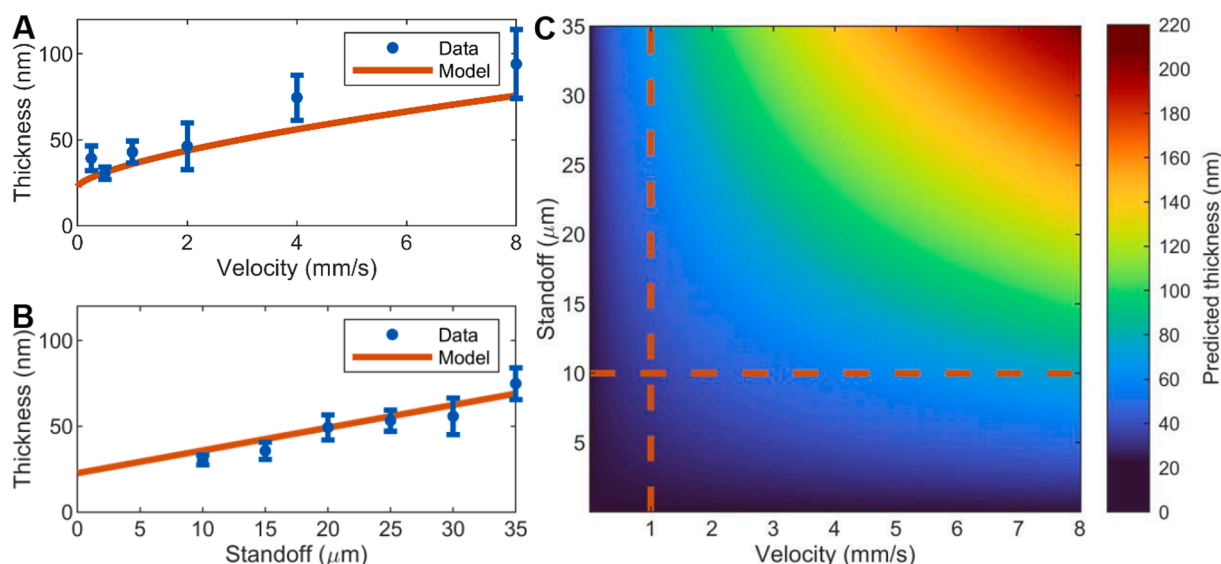 A
Thickness (nm)
100
50
0
Data
Model
0 2 4 6 8
Velocity (mm/s)
B
Thickness (nm)
100
50
0
Data
Model
0 5 10 15 20 25 30 35
Standoff (μm)
C
Standoff (μm)
35
30
25
20
15
10
5
1 2 3 4 5 6 7 8
Velocity (mm/s)
220
200
180
160
140
120
100
80
60
40
20
0
Predicted thickness (nm)